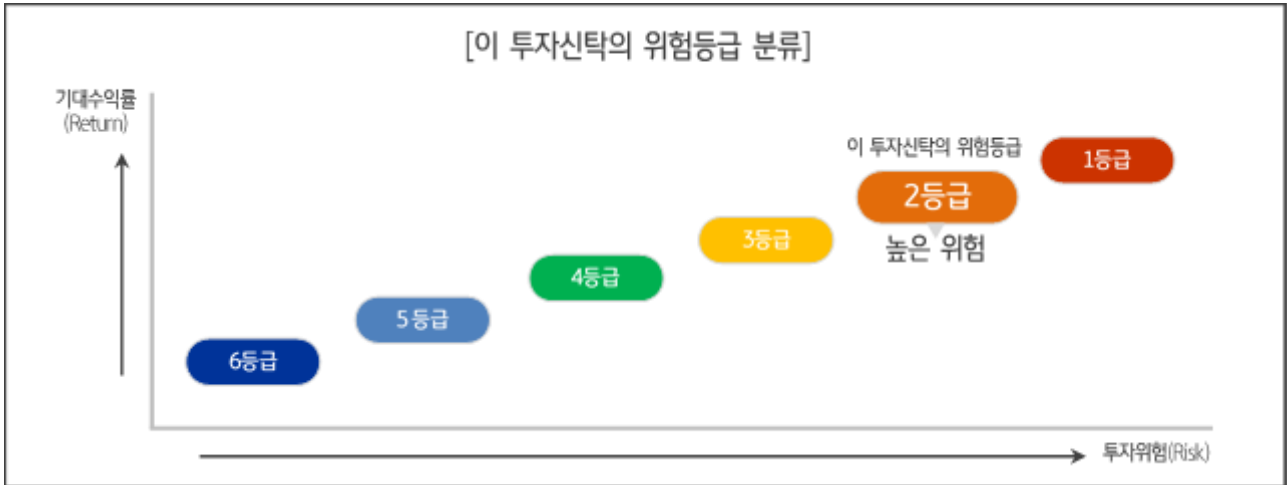 [이 투자신탁의 위험등급 분류]
기대수익률
(Return)
이 투자신탁의 위험등급
1등급
2등급
높은 위험
3등급
4등급
5등급
6등급
투자위험(Risk)